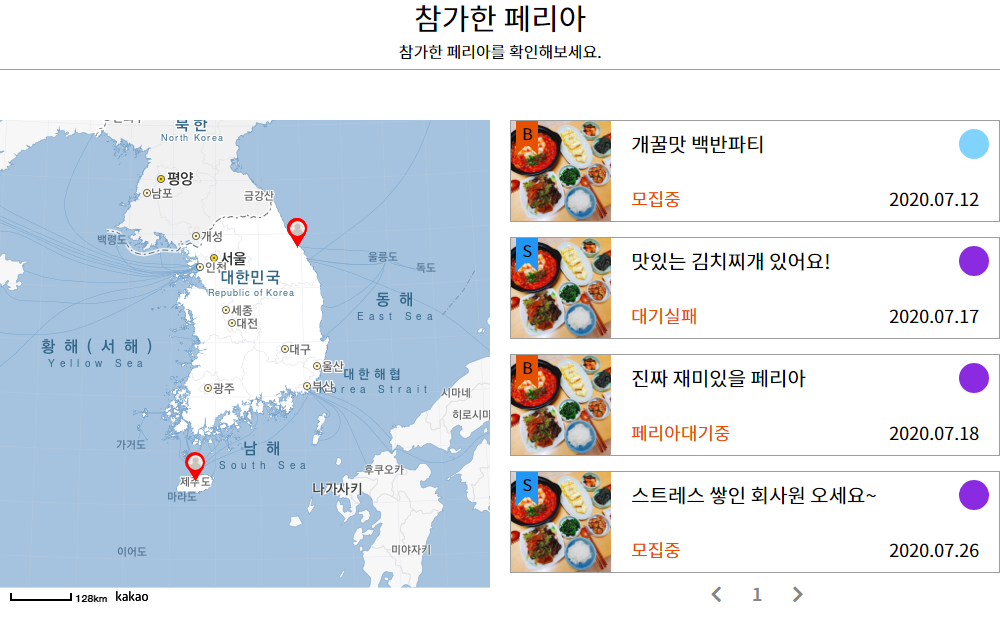 참가한 페리아
참가한 페리아를 확인해보세요.
북한
North Korea
평양
남포
금강산
백령도
개성
서울
인천
대한민국
Republic of Korea
울릉도
독도
세종
대전
동해
East Sea
황해(서해)
Yellow Sea
대구
울산
부산
대한해협
Korea Strait
광주
시마네
히로시마
가거도
남해
South Sea
제주도
마라도
후쿠오카
나가사키
이어도
미야자키
128km kakao
B
개꿀맛 백반파티
모집중 2020.07.12
S
맛있는 김치찌개 있어요!
대기실패 2020.07.17
B
진짜 재미있을 페리아
페리아대기중 2020.07.18
S
스트레스 쌓인 회사원 오세요~
모집중 2020.07.26
1